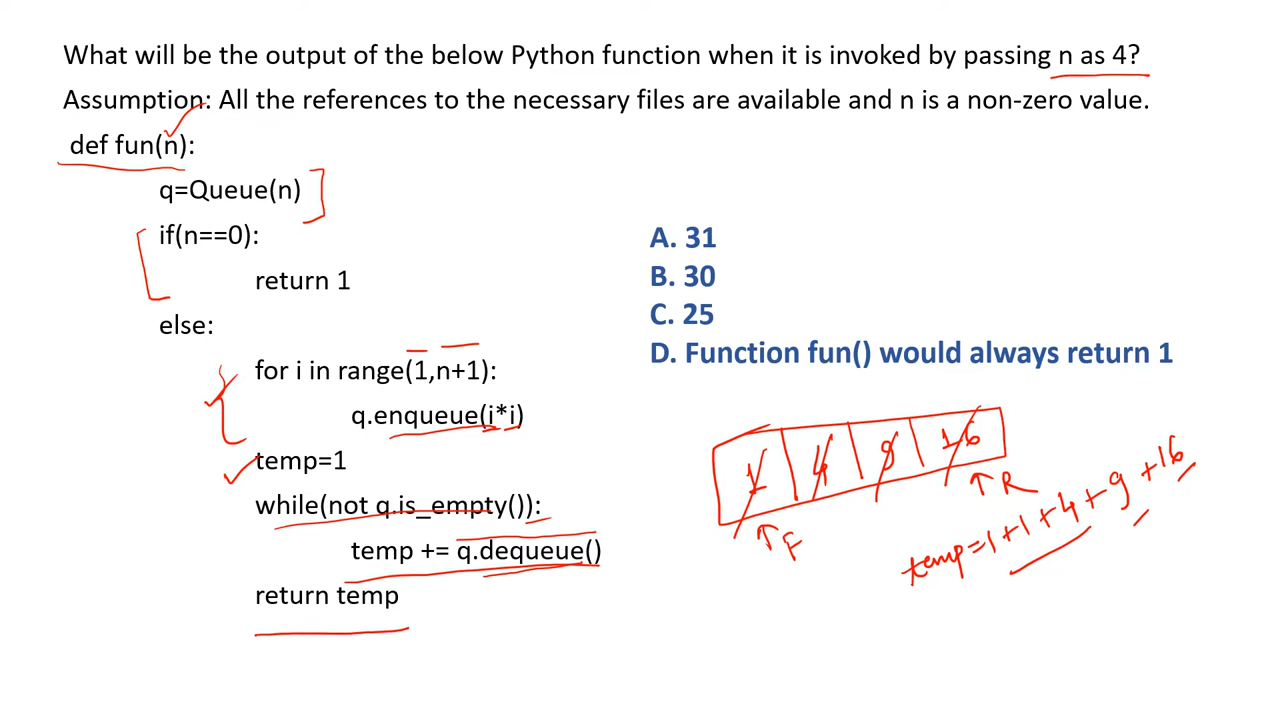 What will be the output of the below Python function when it is invoked by passing n as 4?
Assumption: All the references to the necessary files are available and n is a non-zero value.
def fun(n):
q=Queue(n)
if(n==0):
return 1
else:
for i in range(1,n+1):
q.enqueue(i*i)
temp=1
while(not q.is_empty()):
temp += q.dequeue()
return temp
A. 31
B. 30
C. 25
D. Function fun() would always return 1
1 4 9 16
F
R
temp=1+1+4+9+16